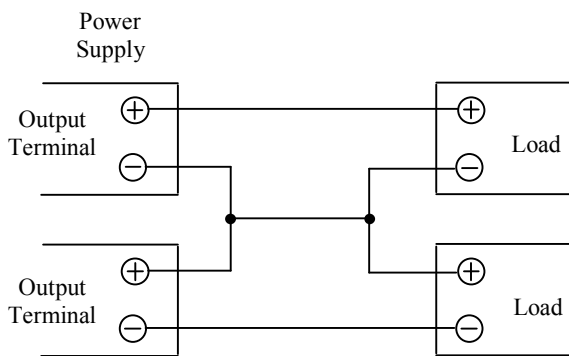 Power
Supply
Output
Terminal
+
−
+
−
Load
Output
Terminal
+
−
+
−
Load